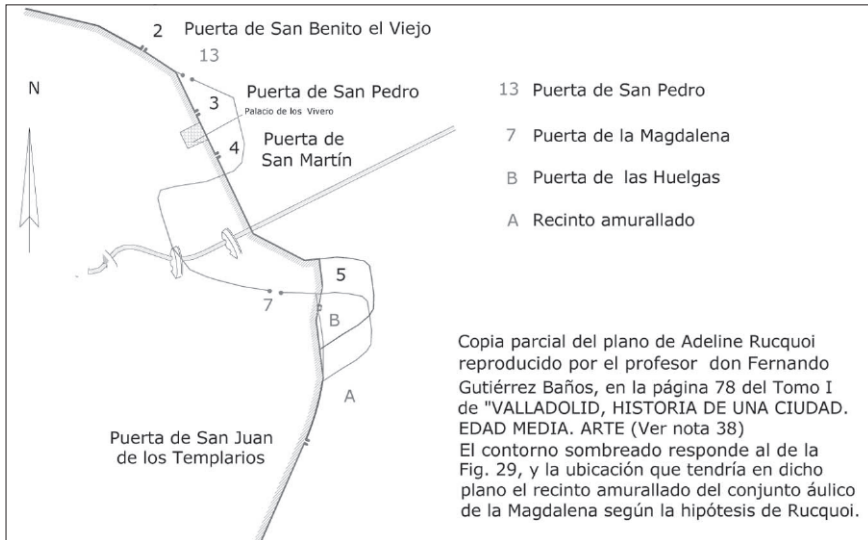 2 Puerta de San Benito el Viejo
13
N
3 Puerta de San Pedro
Palacio de los Vivero
4 Puerta de
San Martín
5
7
B
A
Puerta de San Juan
de los Templarios
13 Puerta de San Pedro
7 Puerta de la Magdalena
B Puerta de las Huelgas
A Recinto amurallado
Copia parcial del plano de Adeline Rucquoi
reproducido por el profesor don Fernando
Gutiérrez Baños, en la página 78 del Tomo I
de "VALLADOLID, HISTORIA DE UNA CIUDAD.
EDAD MEDIA. ARTE (Ver nota 38)
El contorno sombreado responde al de la
Fig. 29, y la ubicación que tendría en dicho
plano el recinto amurallado del conjunto áulico
de la Magdalena según la hipótesis de Rucquoi.